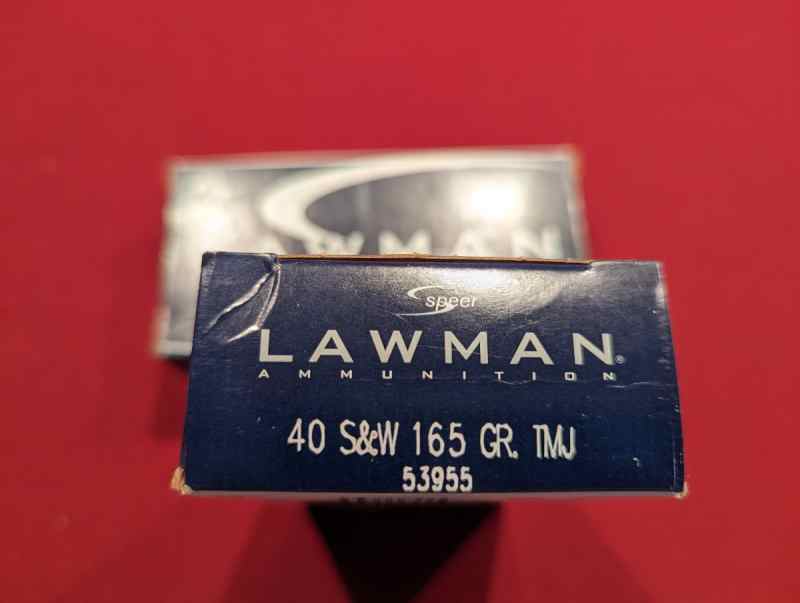 LAWMAN
Speer
LAWMAN®
AMMUNITION
40 S&W 165 GR. TMJ
53955